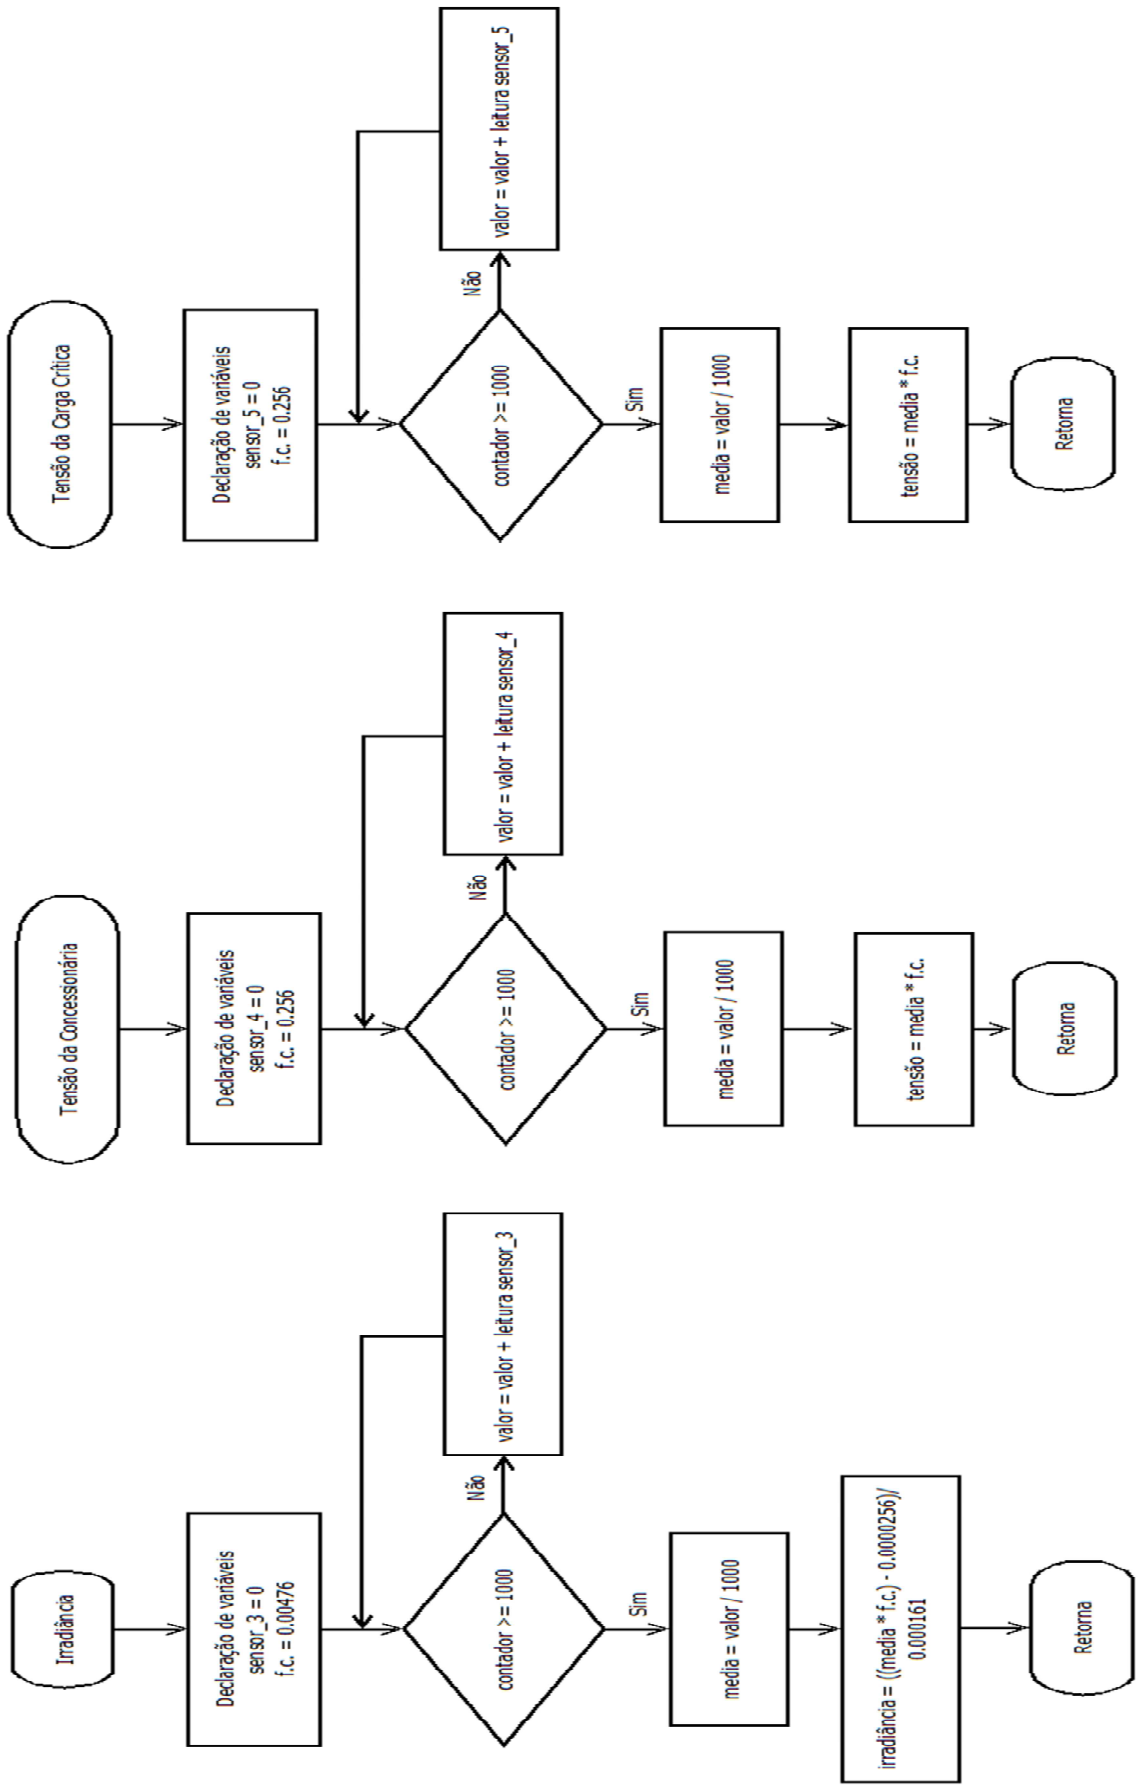 Irradiância
Declaração de variáveis
sensor_3 = 0
f.c. = 0.00476
contador >= 1000
Não
valor = valor + leitura sensor_3
Sim
media = valor / 1000
irradiância = ((media * f.c.) - 0.0000256)/
0.000161
Retorna
Tensão da Concessionária
Declaração de variáveis
sensor_4 = 0
f.c. = 0.256
contador >= 1000
Não
valor = valor + leitura sensor_4
Sim
media = valor / 1000
tensão = media * f.c.
Retorna
Tensão da Carga Crítica
Declaração de variáveis
sensor_5 = 0
f.c. = 0.256
contador >= 1000
Não
valor = valor + leitura sensor_5
Sim
media = valor / 1000
tensão = media * f.c.
Retorna